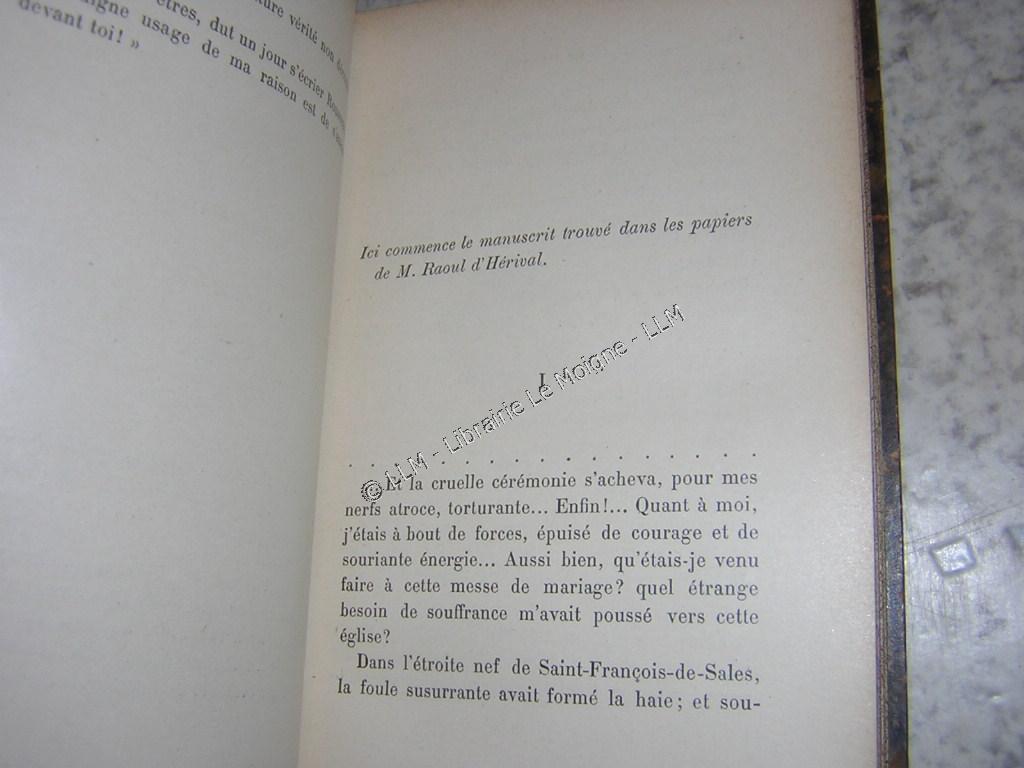 ure vérité non
êtres, dut un jour s'écrier
igne usage de ma raison est de
devant toi! »
Ici commence le manuscrit trouvé dans les papiers
de M. Raoul d'Hérival.
I
© LLM - Librairie Le Moigne - LLM
. . . . . . . . . . . . . . . . .
Et la cruelle cérémonie s'acheva, pour mes
nerfs atroce, torturante... Enfin!... Quant à moi,
j'étais à bout de forces, épuisé de courage et de
souriante énergie... Aussi bien, qu'étais-je venu
faire à cette messe de mariage? quel étrange
besoin de souffrance m'avait poussé vers cette
église?
Dans l'étroite nef de Saint-François-de-Sales,
la foule susurrante avait formé la haie; et sou-